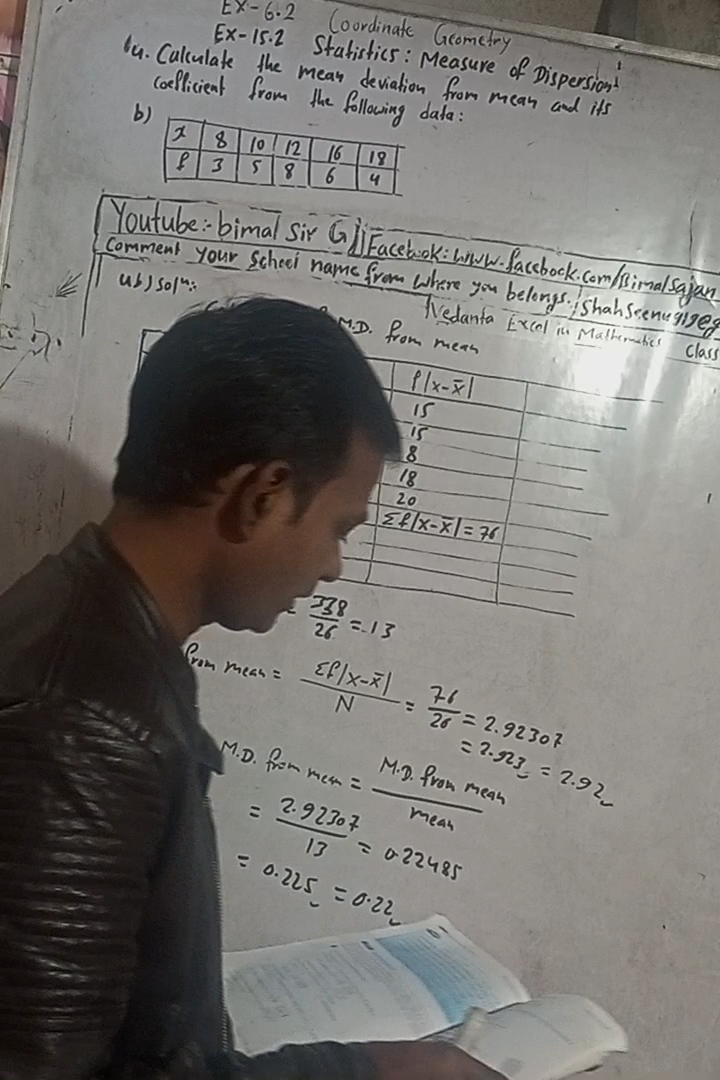 EX-6.2 Coordinate Geometry
EX-15.2 Statistics: Measure of Dispersion
4. Calculate the mean deviation from mean and its
coefficient from the following data:
b)
x 8 10 12 16 18
f 3 5 8 6 4
Youtube:- bimal Sir G Facebook: www.facebook.com/Bimalsajan
Comment your School name from where you belongs.
4b) Solⁿ:
Vedanta Excel in Mathematics Class
M.D. from mean
f|x-x̄|
15
15
8
18
20
Σf|x-x̄| = 76
= 338/26 = 13
from mean = Σf|x-x̄|/N = 76/26 = 2.92307
= 2.923 = 2.92
M.D. from mean = M.D. from mean/mean
= 2.92307/13 = 0.22485
= 0.225 = 0.22